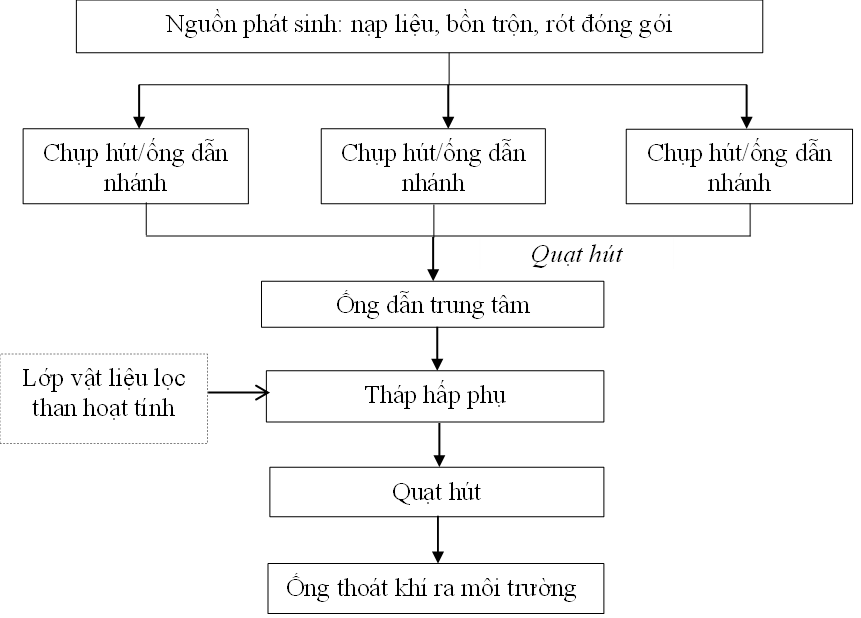 Nguồn phát sinh: nạp liệu, bồn trộn, rót đóng gói
Chụp hút/ống dẫn
nhánh
Chụp hút/ống dẫn
nhánh
Chụp hút/ống dẫn
nhánh
Quạt hút
Ống dẫn trung tâm
Lớp vật liệu lọc
than hoạt tính
Tháp hấp phụ
Quạt hút
Ống thoát khí ra môi trường